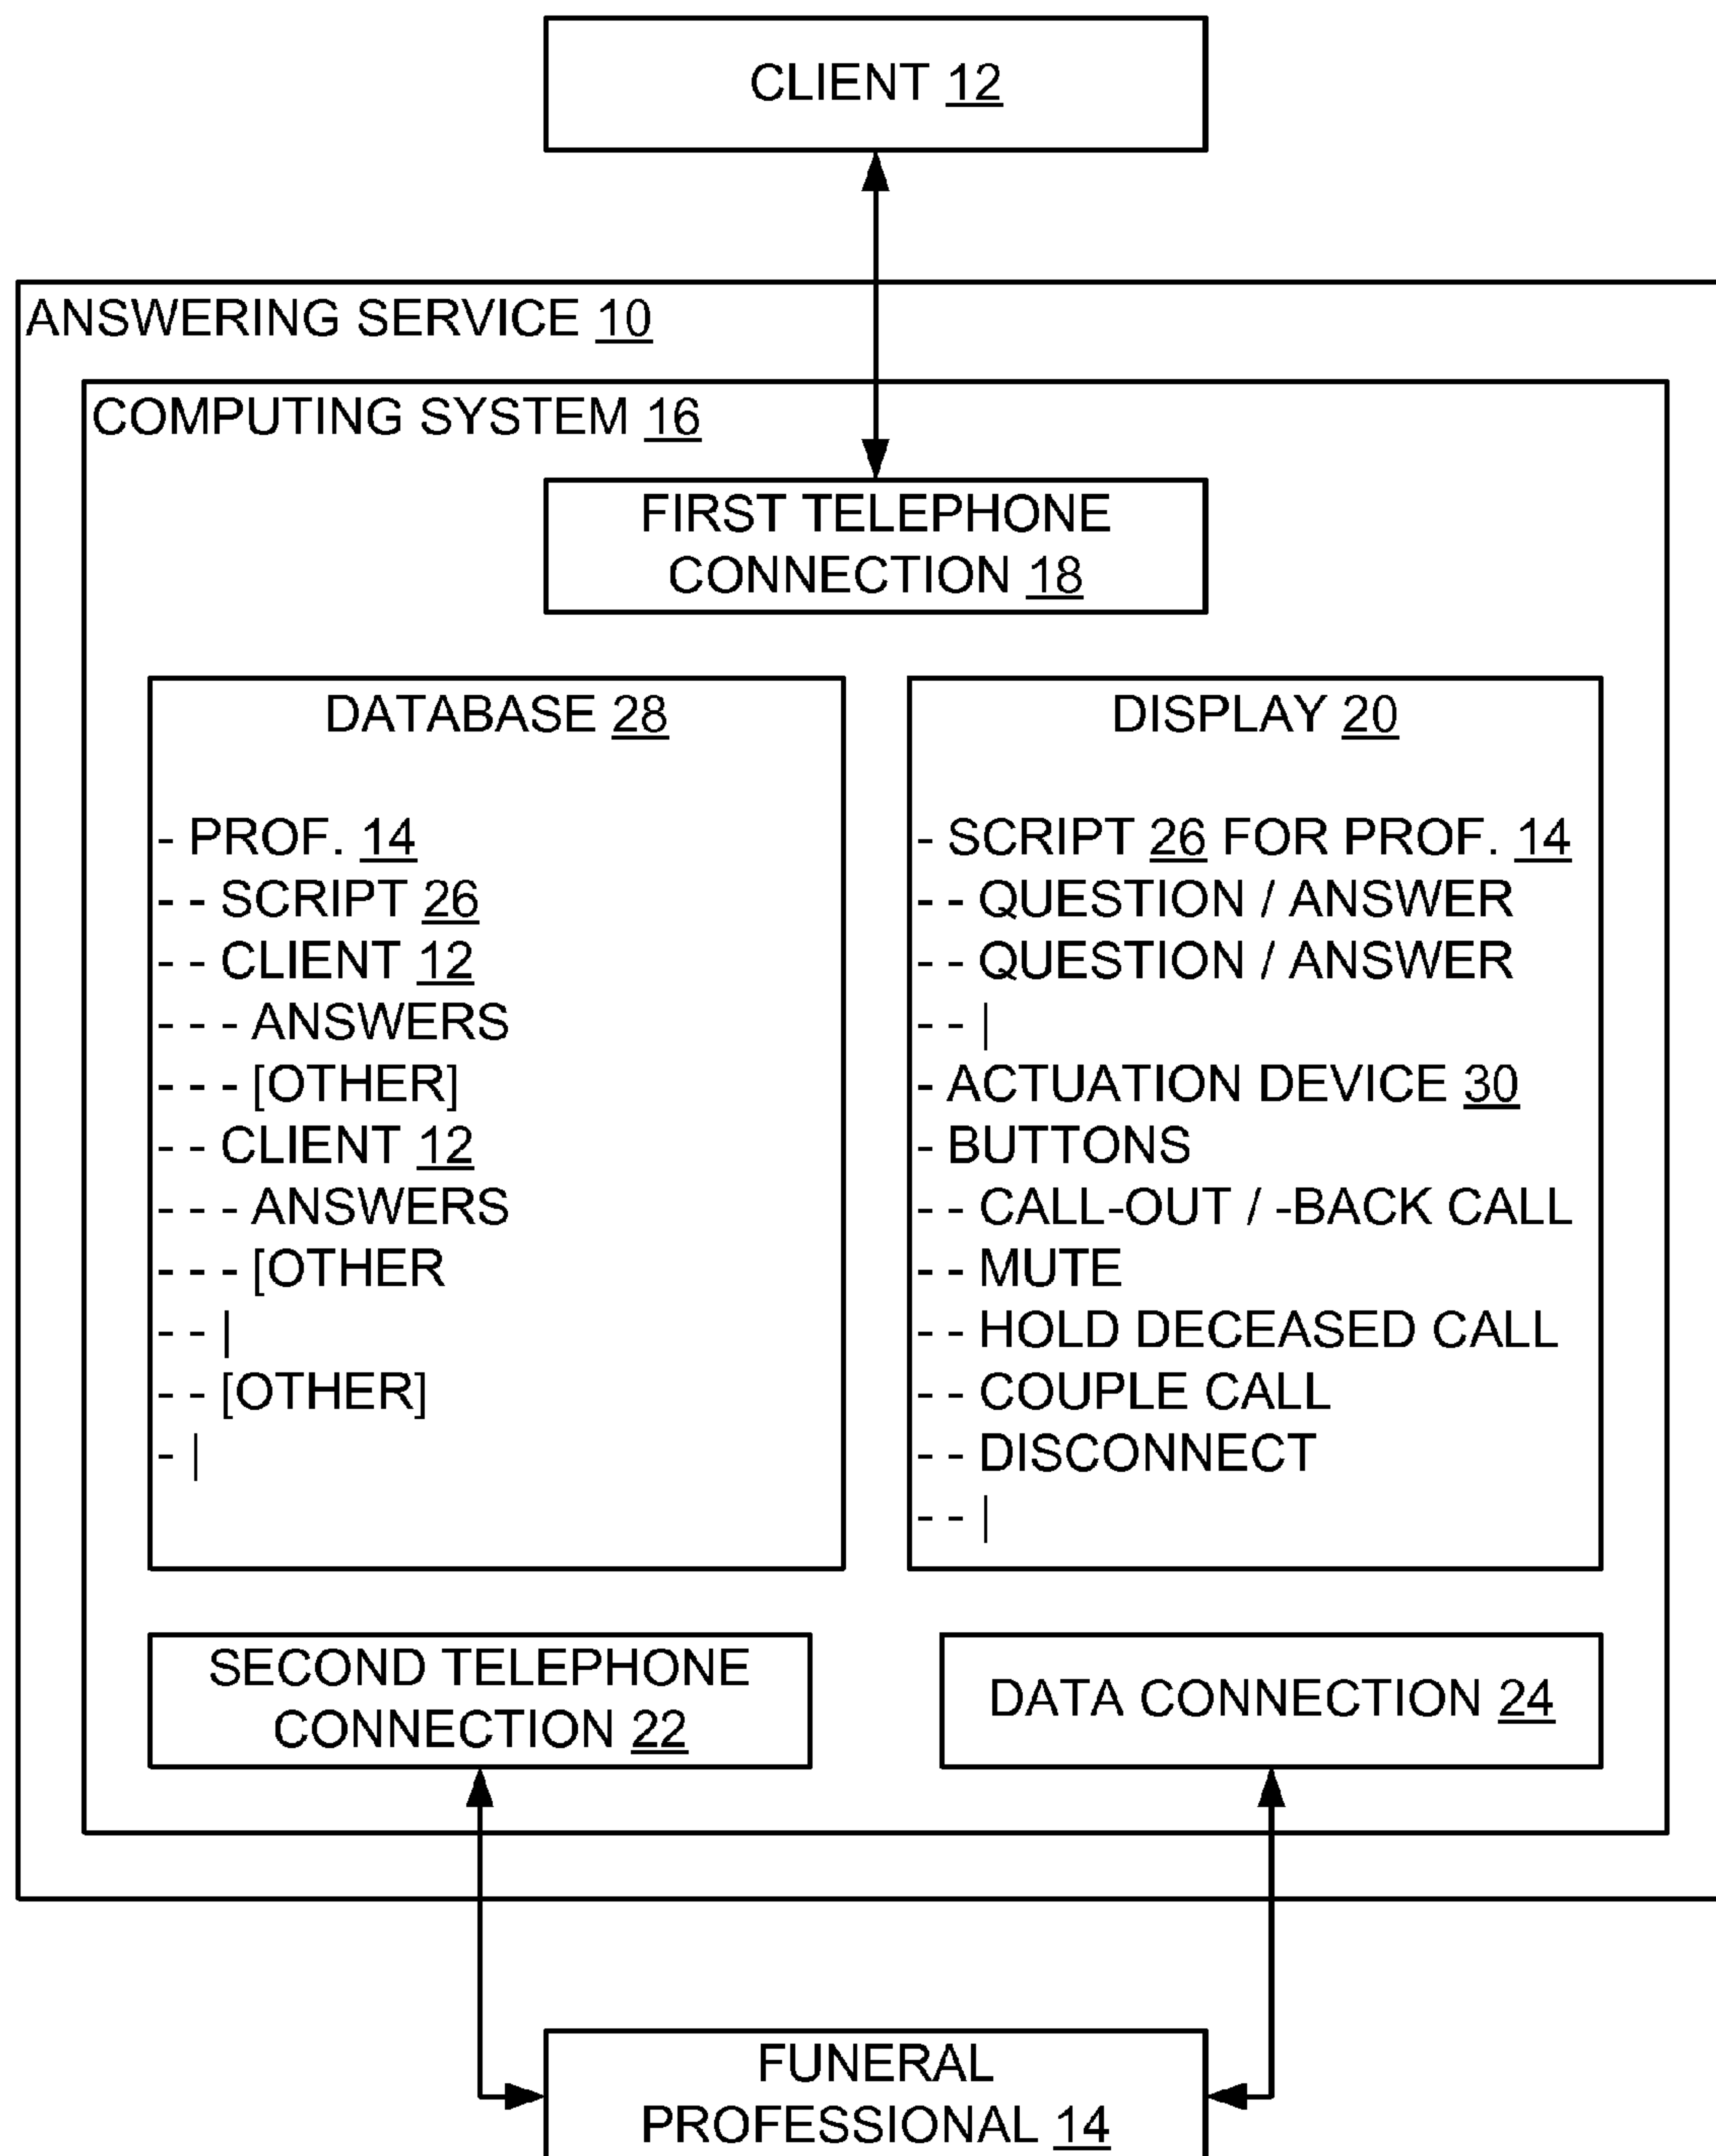 CLIENT 12
ANSWERING SERVICE 10
COMPUTING SYSTEM 16
FIRST TELEPHONE
CONNECTION 18
DATABASE 28
- PROF. 14
- - SCRIPT 26
- - CLIENT 12
- - - ANSWERS
- - - [OTHER]
- - CLIENT 12
- - - ANSWERS
- - - [OTHER
- - |
- - [OTHER]
- |
DISPLAY 20
- SCRIPT 26 FOR PROF. 14
- - QUESTION / ANSWER
- - QUESTION / ANSWER
- - |
- ACTUATION DEVICE 30
- BUTTONS
- - CALL-OUT / -BACK CALL
- - MUTE
- - HOLD DECEASED CALL
- - COUPLE CALL
- - DISCONNECT
- - |
SECOND TELEPHONE
CONNECTION 22
DATA CONNECTION 24
FUNERAL
PROFESSIONAL 14